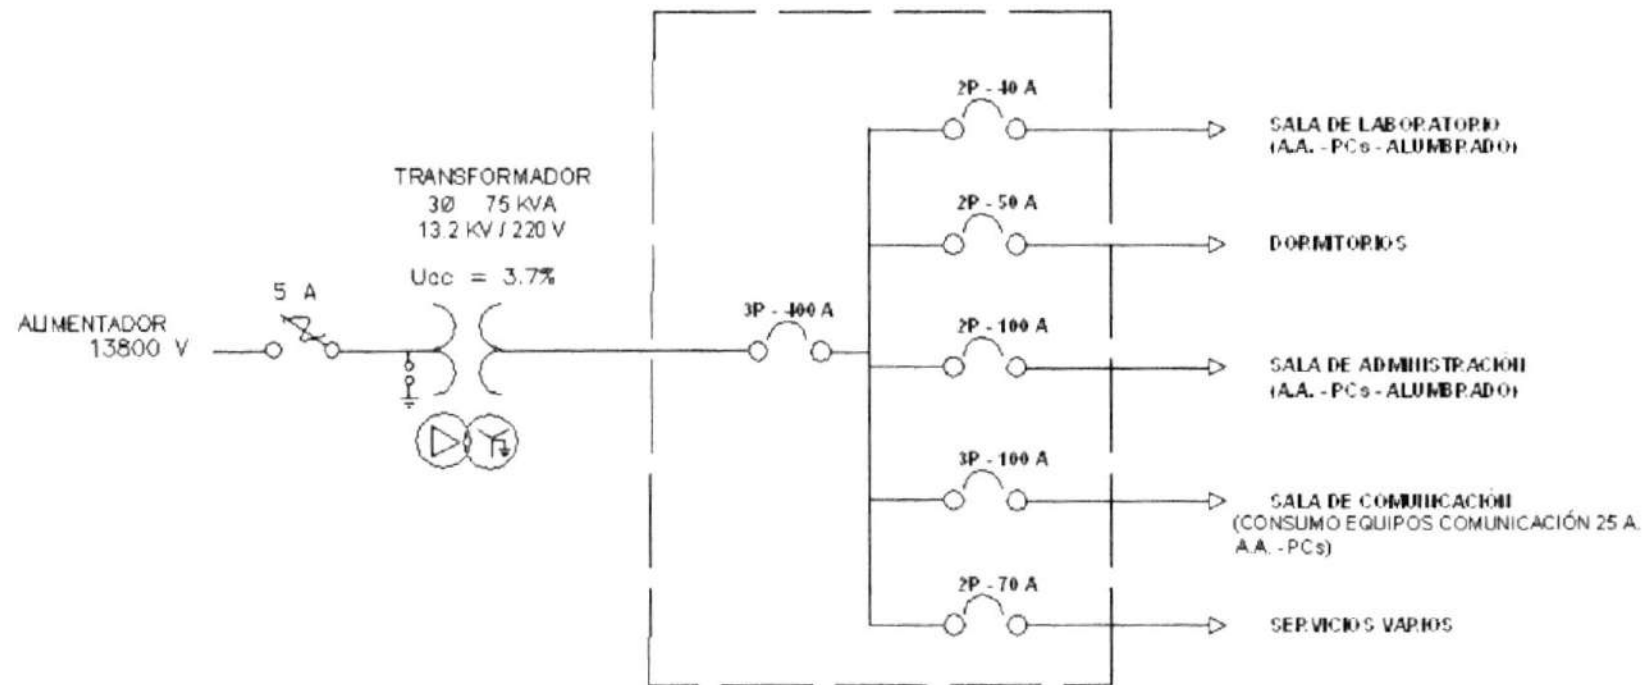 2P - 40 A
SALA DE LABORATORIO
(A.A. - PCs - ALUMBRADO)
TRANSFORMADOR
3Ø 75 KVA
13.2 KV / 220 V
Ucc = 3.7%
2P - 50 A
DORMITORIOS
5 A
ALIMENTADOR
13800 V
3P - 400 A
2P - 100 A
SALA DE ADMINISTRACIÓN
(A.A. - PCs - ALUMBRADO)
3P - 100 A
SALA DE COMUNICACIÓN
(CONSUMO EQUIPOS COMUNICACIÓN 25 A.
A.A. - PCs)
2P - 70 A
SERVICIOS VARIOS